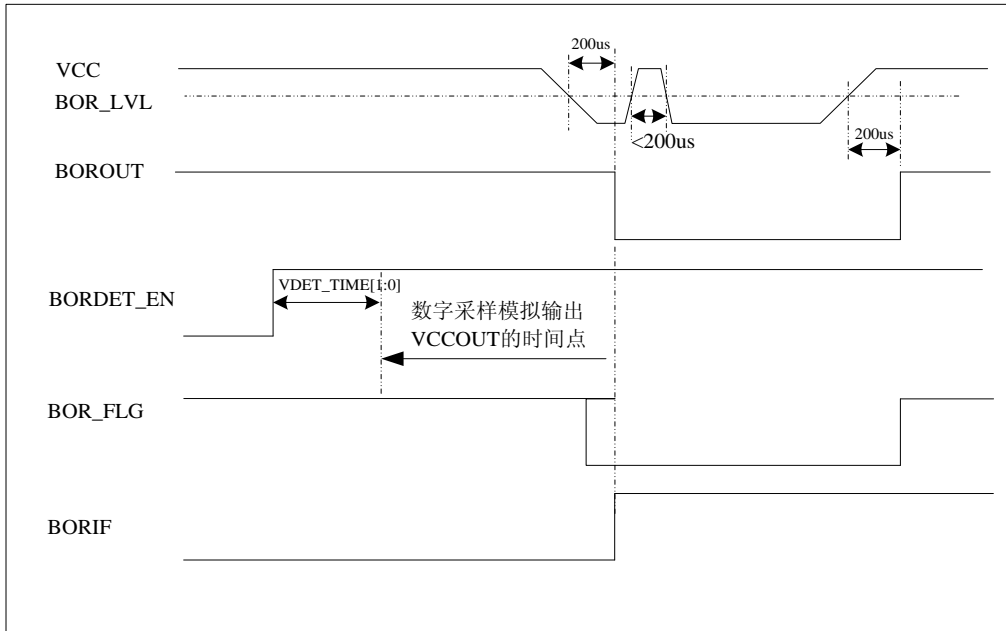 200us
VCC
BOR_LVL
<200us
200us
BOROUT
VDET_TIME[1:0]
BORDET_EN
数字采样模拟输出
VCCOUT的时间点
BOR_FLG
BORIF